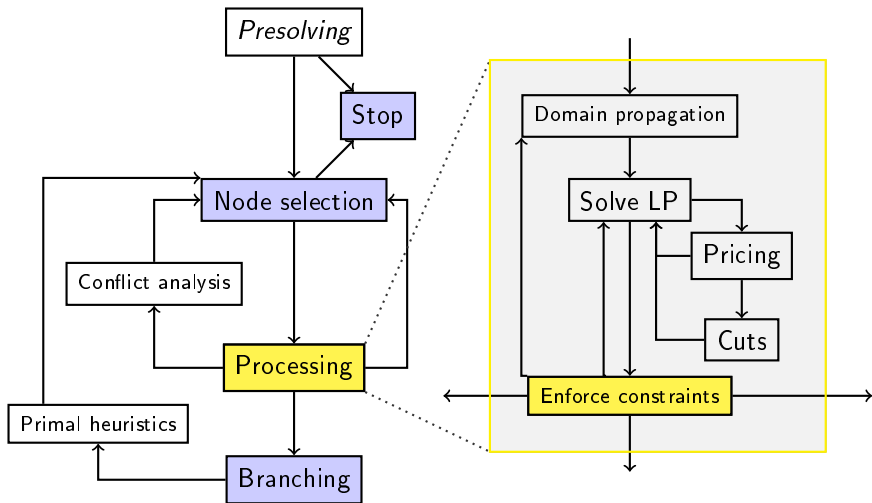 Presolving
Stop
Node selection
Conflict analysis
Processing
Primal heuristics
Branching
Domain propagation
Solve LP
Pricing
Cuts
Enforce constraints